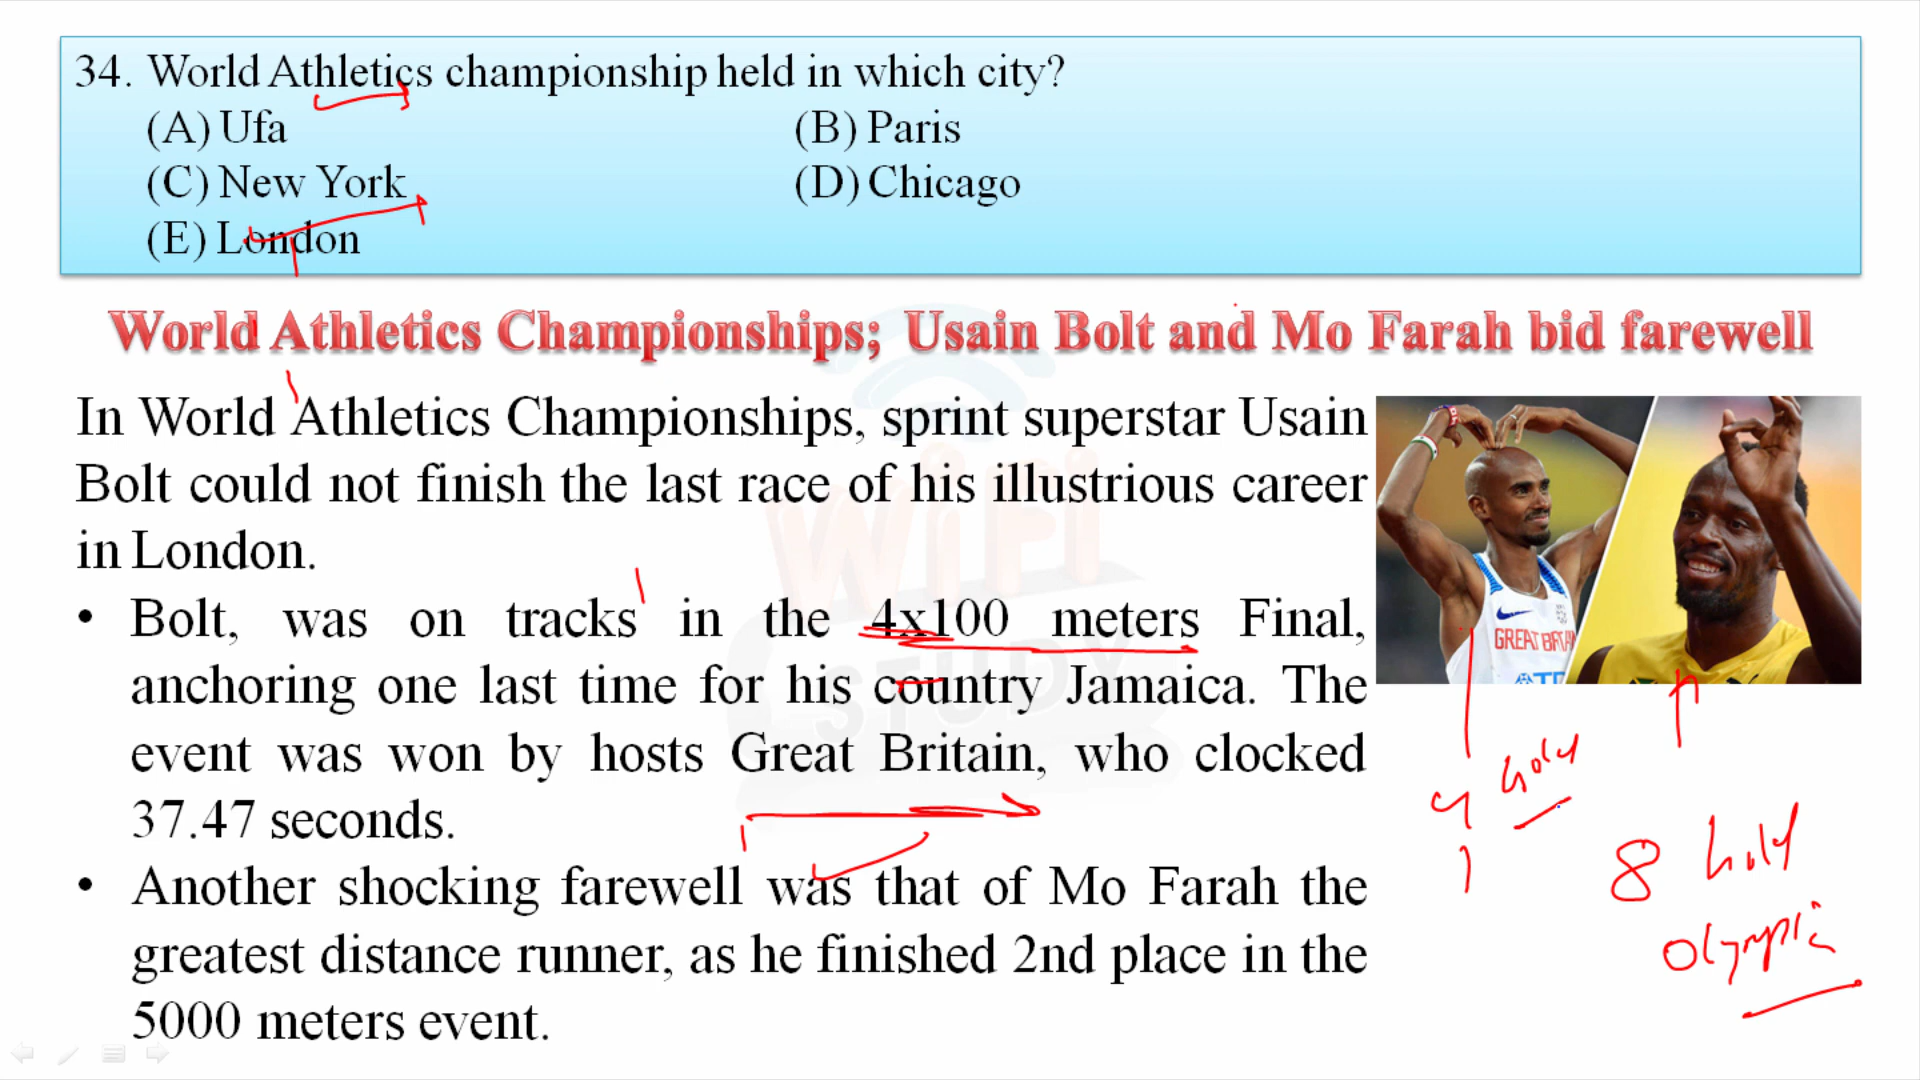 34. World Athletics championship held in which city?
(A) Ufa (B) Paris
(C) New York (D) Chicago
(E) London
World Athletics Championships; Usain Bolt and Mo Farah bid farewell
In World Athletics Championships, sprint superstar Usain
Bolt could not finish the last race of his illustrious career
in London.
• Bolt, was on tracks in the 4x100 meters Final,
anchoring one last time for his country Jamaica. The
event was won by hosts Great Britain, who clocked
37.47 seconds.
• Another shocking farewell was that of Mo Farah the
greatest distance runner, as he finished 2nd place in the
5000 meters event.
WiFi
STUDY
GREAT BRITA
4 Gold
8 Gold
Olympic